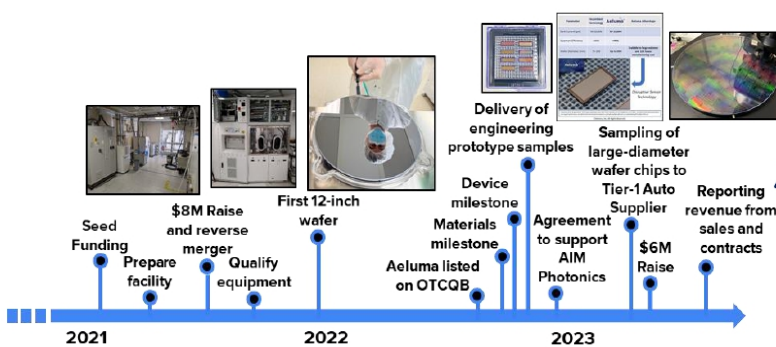 Seed
Funding
Prepare
facility
$8M Raise
and reverse
merger
Qualify
equipment
First 12-inch
wafer
Aeluma listed
on OTCQB
Materials
milestone
Device
milestone
Delivery of
engineering
prototype samples
Agreement
to support
AIM
Photonics
Sampling of
large-diameter
wafer chips to
Tier-1 Auto
Supplier
$6M
Raise
Reporting
revenue from
sales and
contracts
2021
2022
2023